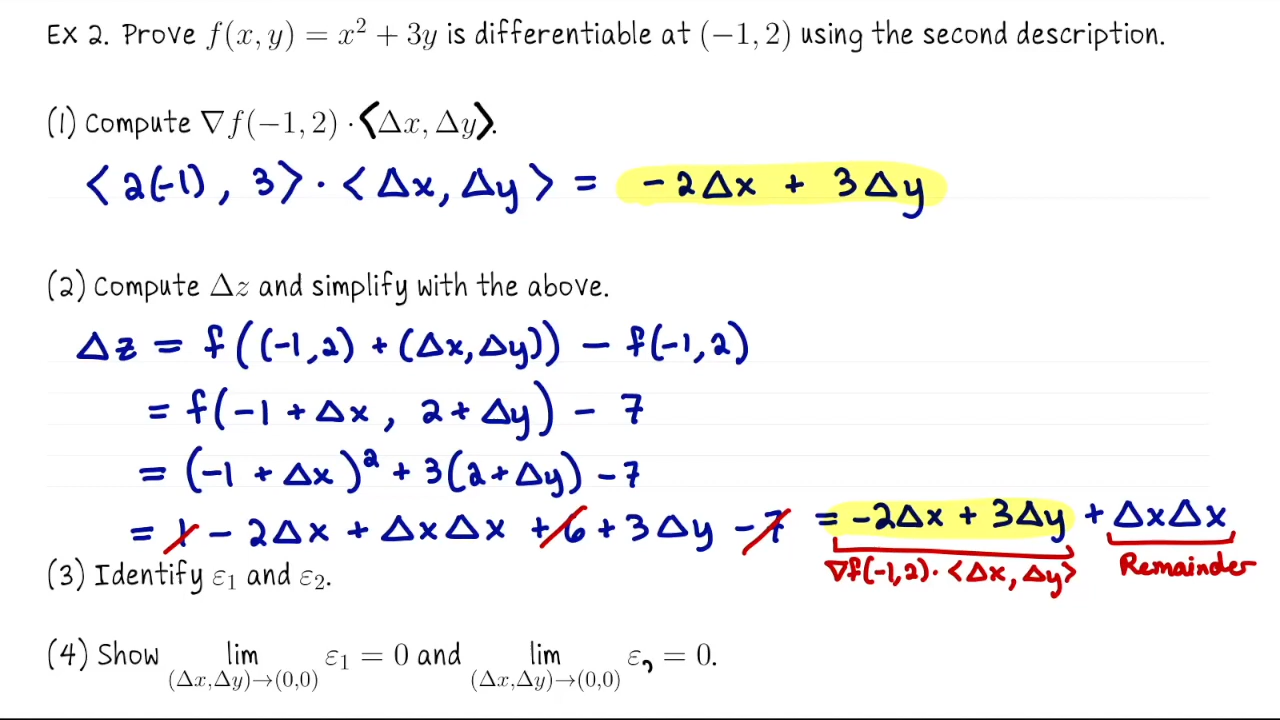 Ex 2. Prove f(x, y) = x² + 3y is differentiable at (−1, 2) using the second description.
(1) Compute ∇f(−1, 2) · ⟨Δx, Δy⟩.
⟨2(-1), 3⟩ · ⟨Δx, Δy⟩ = -2Δx + 3Δy
(2) Compute Δz and simplify with the above.
Δz = f((-1,2) + (Δx,Δy)) − f(-1,2)
= f(-1 + Δx, 2 + Δy) − 7
= (-1 + Δx)² + 3(2 + Δy) − 7
= 1 − 2Δx + ΔxΔx + 6 + 3Δy − 7 = -2Δx + 3Δy + ΔxΔx
∇f(-1,2) · ⟨Δx, Δy⟩ Remainder
(3) Identify ε₁ and ε₂.
(4) Show lim ε₁ = 0 and lim ε₂ = 0.
(Δx,Δy)→(0,0) (Δx,Δy)→(0,0)